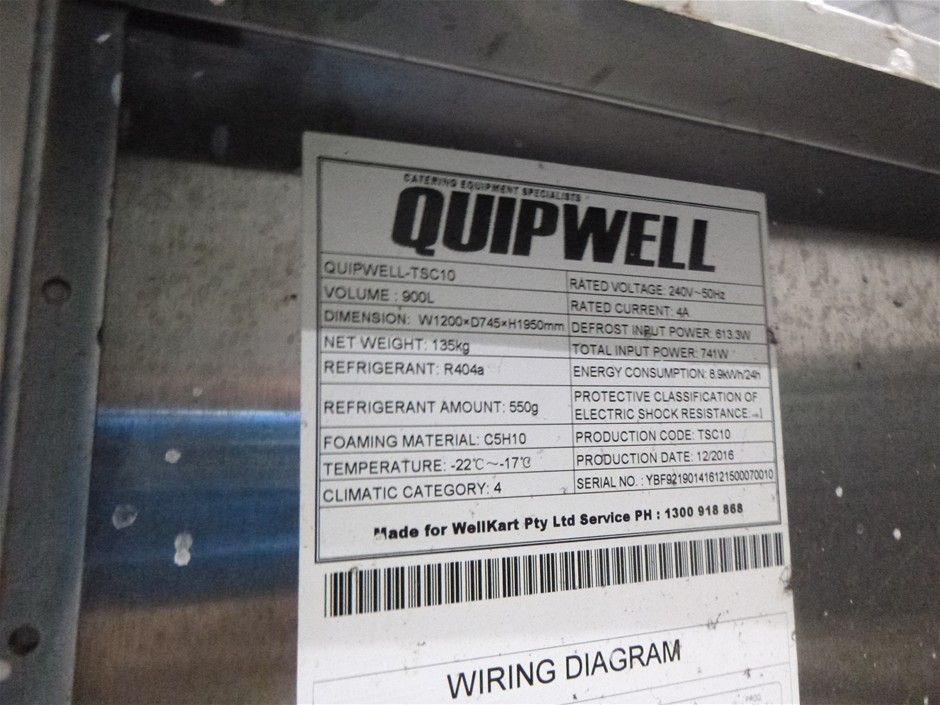 CATERING EQUIPMENT SPECIALISTS
QUIPWELL
QUIPWELL-TSC10
VOLUME : 900L
DIMENSION: W1200×D745×H1950mm
NET WEIGHT: 135kg
REFRIGERANT: R404a
REFRIGERANT AMOUNT: 550g
FOAMING MATERIAL: C5H10
TEMPERATURE: -22℃~-17℃
CLIMATIC CATEGORY: 4
RATED VOLTAGE: 240V~50Hz
RATED CURRENT: 4A
DEFROST INPUT POWER: 613.3W
TOTAL INPUT POWER: 741W
ENERGY CONSUMPTION: 8.9kWh/24h
PROTECTIVE CLASSIFICATION OF
ELECTRIC SHOCK RESISTANCE: I
PRODUCTION CODE: TSC10
PRODUCTION DATE: 12/2016
SERIAL NO. : YBF921901416121500070010
Made for WellKart Pty Ltd Service PH : 1300 918 868
WIRING DIAGRAM